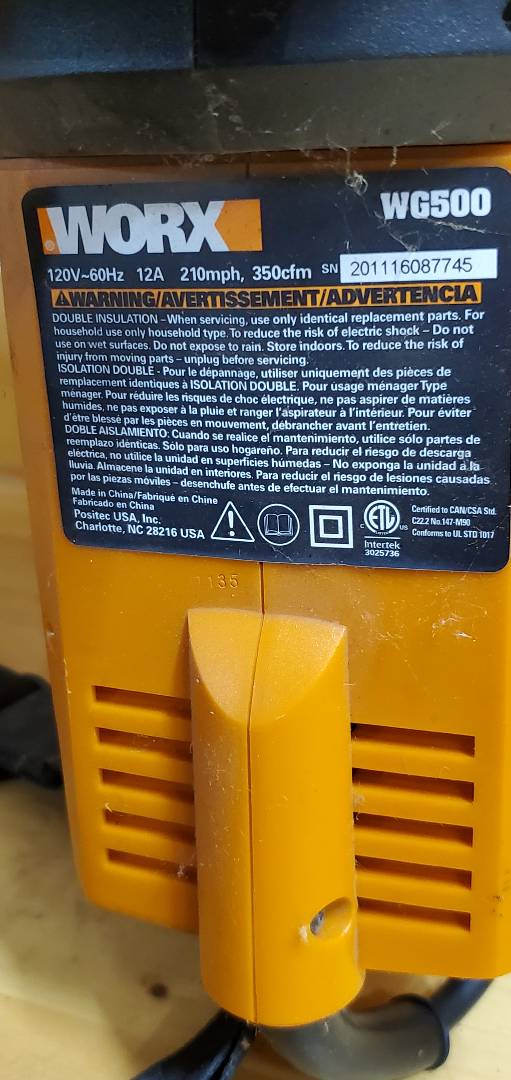 WORX
WG500
120V~60Hz 12A 210mph, 350cfm SN 201116087745
WARNING/AVERTISSEMENT/ADVERTENCIA
DOUBLE INSULATION – When servicing, use only identical replacement parts. For
household use only household type. To reduce the risk of electric shock – Do not
use on wet surfaces. Do not expose to rain. Store indoors. To reduce the risk of
injury from moving parts – unplug before servicing.
ISOLATION DOUBLE - Pour le dépannage, utiliser uniquement des pièces de
remplacement identiques à ISOLATION DOUBLE. Pour usage ménager Type
ménager. Pour réduire les risques de choc électrique, ne pas aspirer de matières
humides, ne pas exposer à la pluie et ranger l'aspirateur à l'intérieur. Pour éviter
d'être blessé par les pièces en mouvement, débrancher avant l'entretien.
DOBLE AISLAMIENTO: Cuando se realice el mantenimiento, utilice sólo partes de
reemplazo idénticas. Sólo para uso hogareño. Para reducir el riesgo de descarga
eléctrica, no utilice la unidad en superficies húmedas – No exponga la unidad a la
lluvia. Almacene la unidad en interiores. Para reducir el riesgo de lesiones causadas
por las piezas móviles – desenchufe antes de efectuar el mantenimiento.
Made in China/Fabriqué en Chine
Fabricado en China
Positec USA, Inc.
Charlotte, NC 28216 USA
C ETL US
Intertek
3025736
Certified to CAN/CSA Std.
C22.2 No.147-M90
Conforms to UL STD 1017
1135